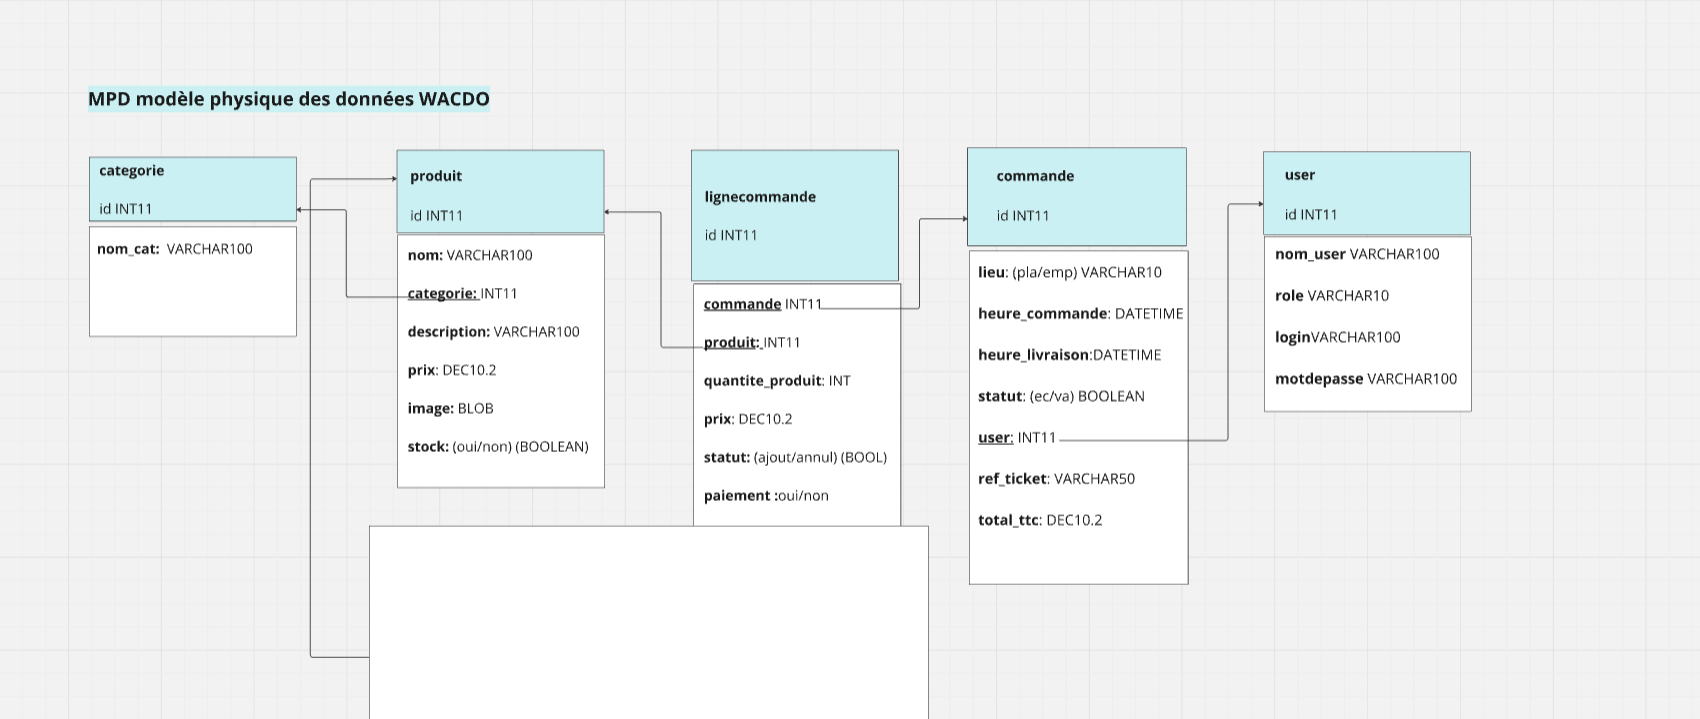 MPD modèle physique des données WACDO
categorie
id INT11
nom_cat: VARCHAR100
produit
id INT11
nom: VARCHAR100
categorie: INT11
description: VARCHAR100
prix: DEC10.2
image: BLOB
stock: (oui/non) (BOOLEAN)
lignecommande
id INT11
commande INT11
produit: INT11
quantite_produit: INT
prix: DEC10.2
statut: (ajout/annul) (BOOL)
paiement :oui/non
commande
id INT11
lieu: (pla/emp) VARCHAR10
heure_commande: DATETIME
heure_livraison:DATETIME
statut: (ec/va) BOOLEAN
user: INT11
ref_ticket: VARCHAR50
total_ttc: DEC10.2
user
id INT11
nom_user VARCHAR100
role VARCHAR10
loginVARCHAR100
motdepasse VARCHAR100